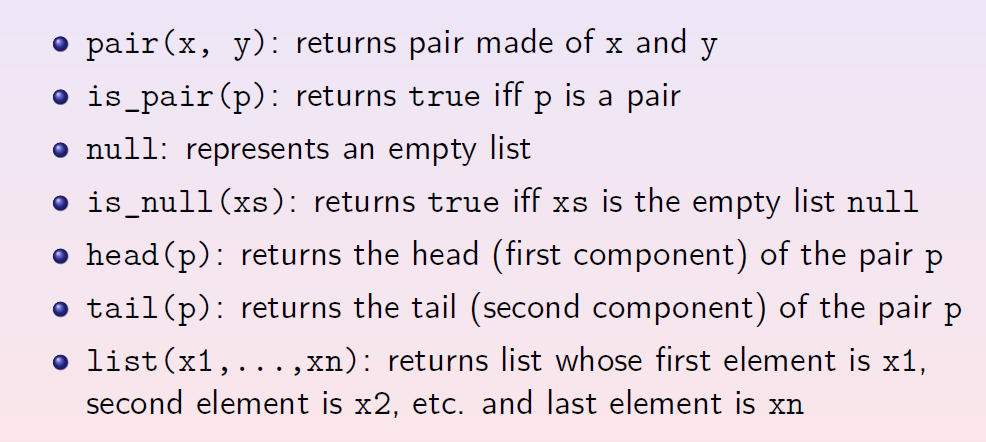 pair(x, y): returns pair made of x and y
is_pair(p): returns true iff p is a pair
null: represents an empty list
is_null(xs): returns true iff xs is the empty list null
head(p): returns the head (first component) of the pair p
tail(p): returns the tail (second component) of the pair p
list(x1,...,xn): returns list whose first element is x1,
second element is x2, etc. and last element is xn